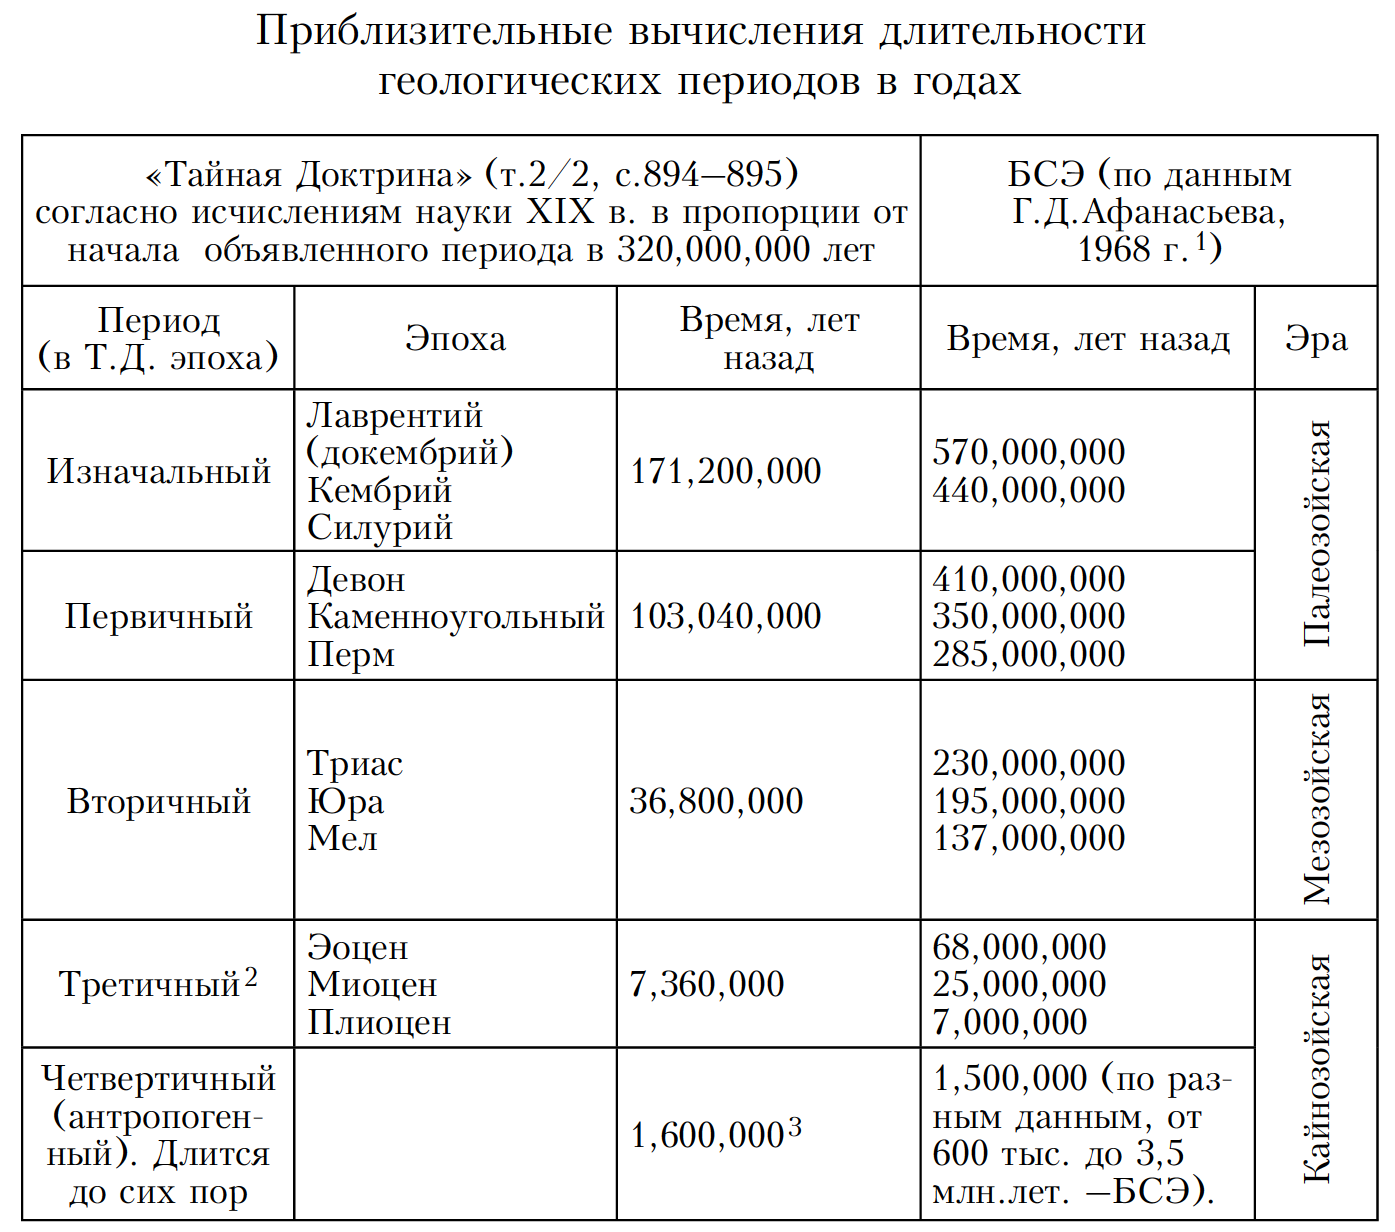 Приблизительные вычисления длительности
геологических периодов в годах
«Тайная Доктрина» (т.2/2, с.894—895)
согласно исчислениям науки XIX в. в пропорции от
начала объявленного периода в 320,000,000 лет
БСЭ (по данным
Г.Д.Афанасьева,
1968 г.¹)
Период
(в Т.Д. эпоха)
Эпоха
Время, лет
назад
Время, лет назад
Эра
Изначальный
Лаврентий
(докембрий)
Кембрий
Силурий
171,200,000
570,000,000
440,000,000
Палеозойская
Первичный
Девон
Каменноугольный
Перм
103,040,000
410,000,000
350,000,000
285,000,000
Вторичный
Триас
Юра
Мел
36,800,000
230,000,000
195,000,000
137,000,000
Мезозойская
Третичный²
Эоцен
Миоцен
Плиоцен
7,360,000
68,000,000
25,000,000
7,000,000
Кайнозойская
Четвертичный
(антропоген-
ный). Длится
до сих пор
1,600,000³
1,500,000 (по раз-
ным данным, от
600 тыс. до 3,5
млн.лет. —БСЭ).